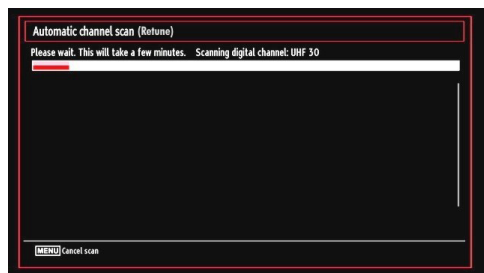 Automatic channel scan (Retune)
Please wait. This will take a few minutes. Scanning digital channel: UHF 30
MENU Cancel scan